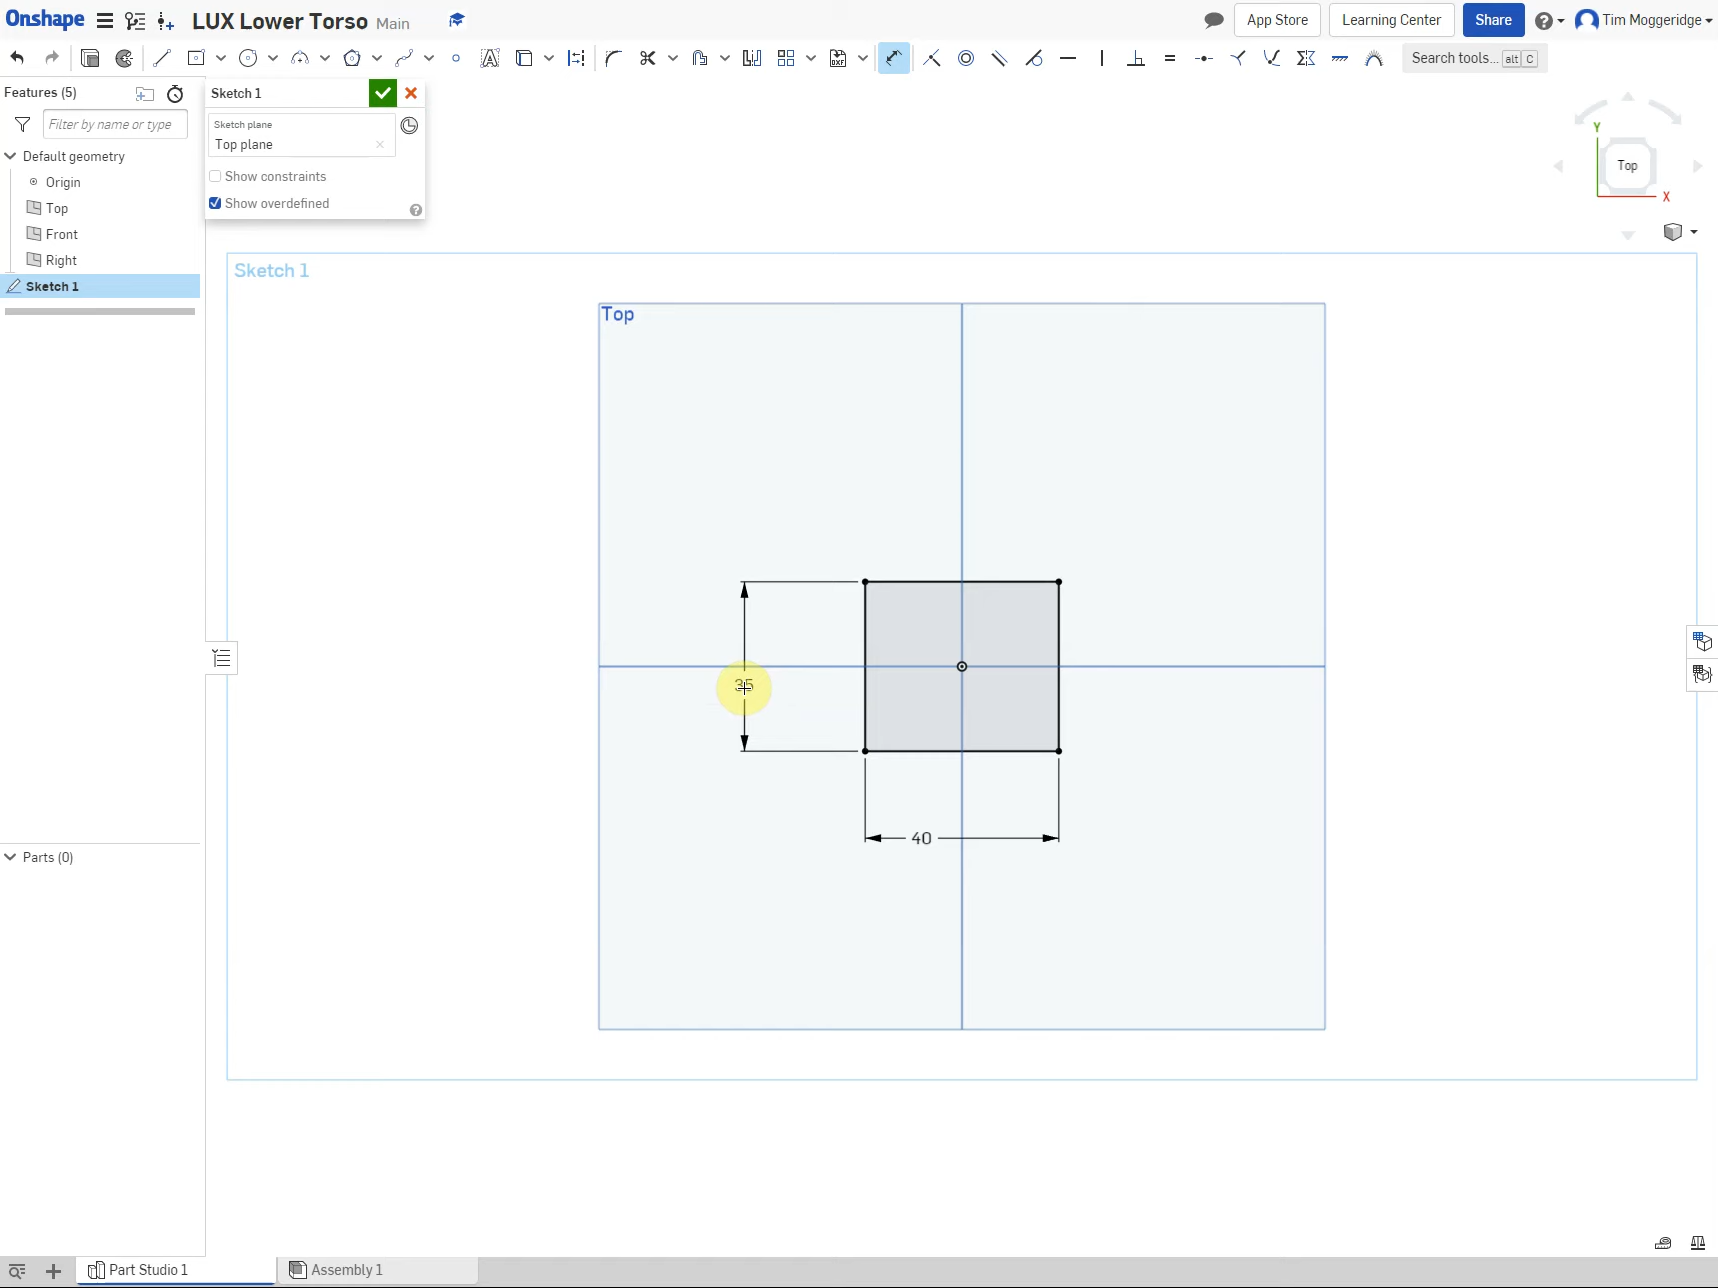 Onshape LUX Lower Torso Main App Store Learning Center Share Tim Moggeridge
Search tools... alt C
Features (5) Sketch 1
Filter by name or type Sketch plane
Top plane
Default geometry
Show constraints
Origin
Show overdefined
Top
Front
Right
Sketch 1
Y
Top
X
Sketch 1
Top
35
40
Parts (0)
Part Studio 1 Assembly 1